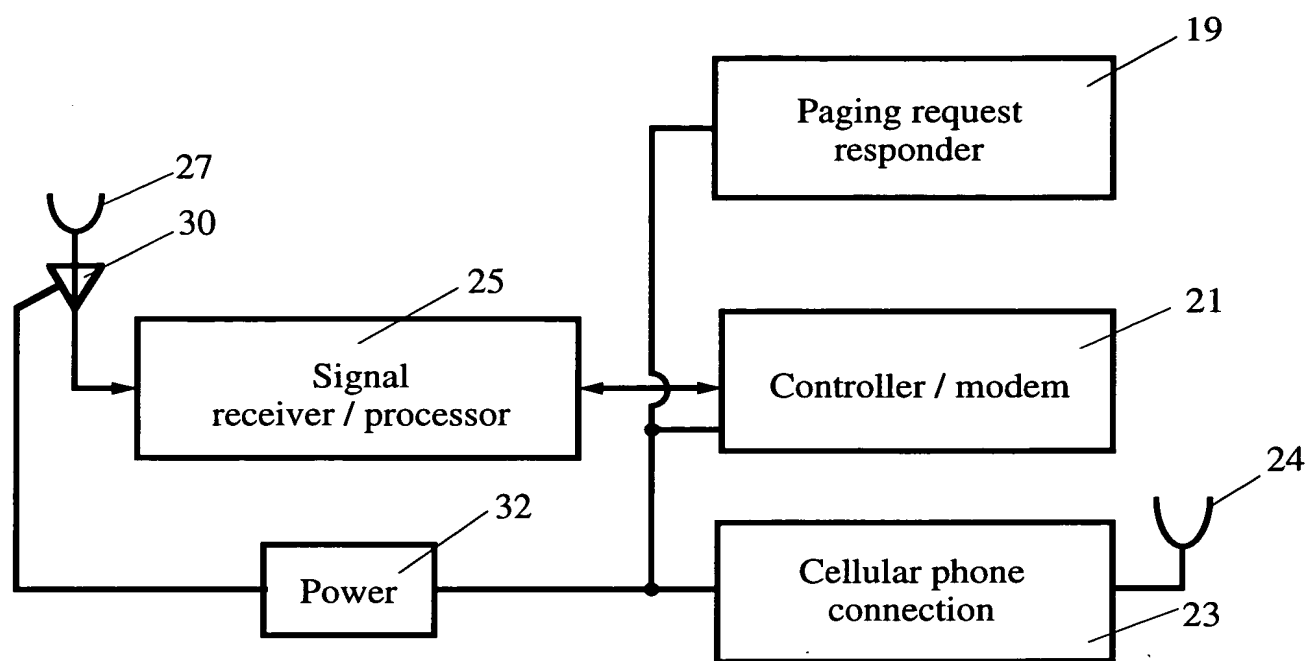 19
Paging request
responder
27
30
25
21
Signal
receiver / processor
Controller / modem
24
32
Power
Cellular phone
connection
23